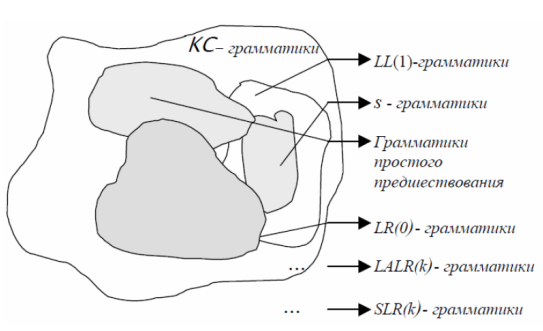 КС– грамматики
LL(1)-грамматики
s - грамматики
Грамматики
простого
предшествования
LR(0)- грамматики
... LALR(k)- грамматики
... SLR(k)- грамматики